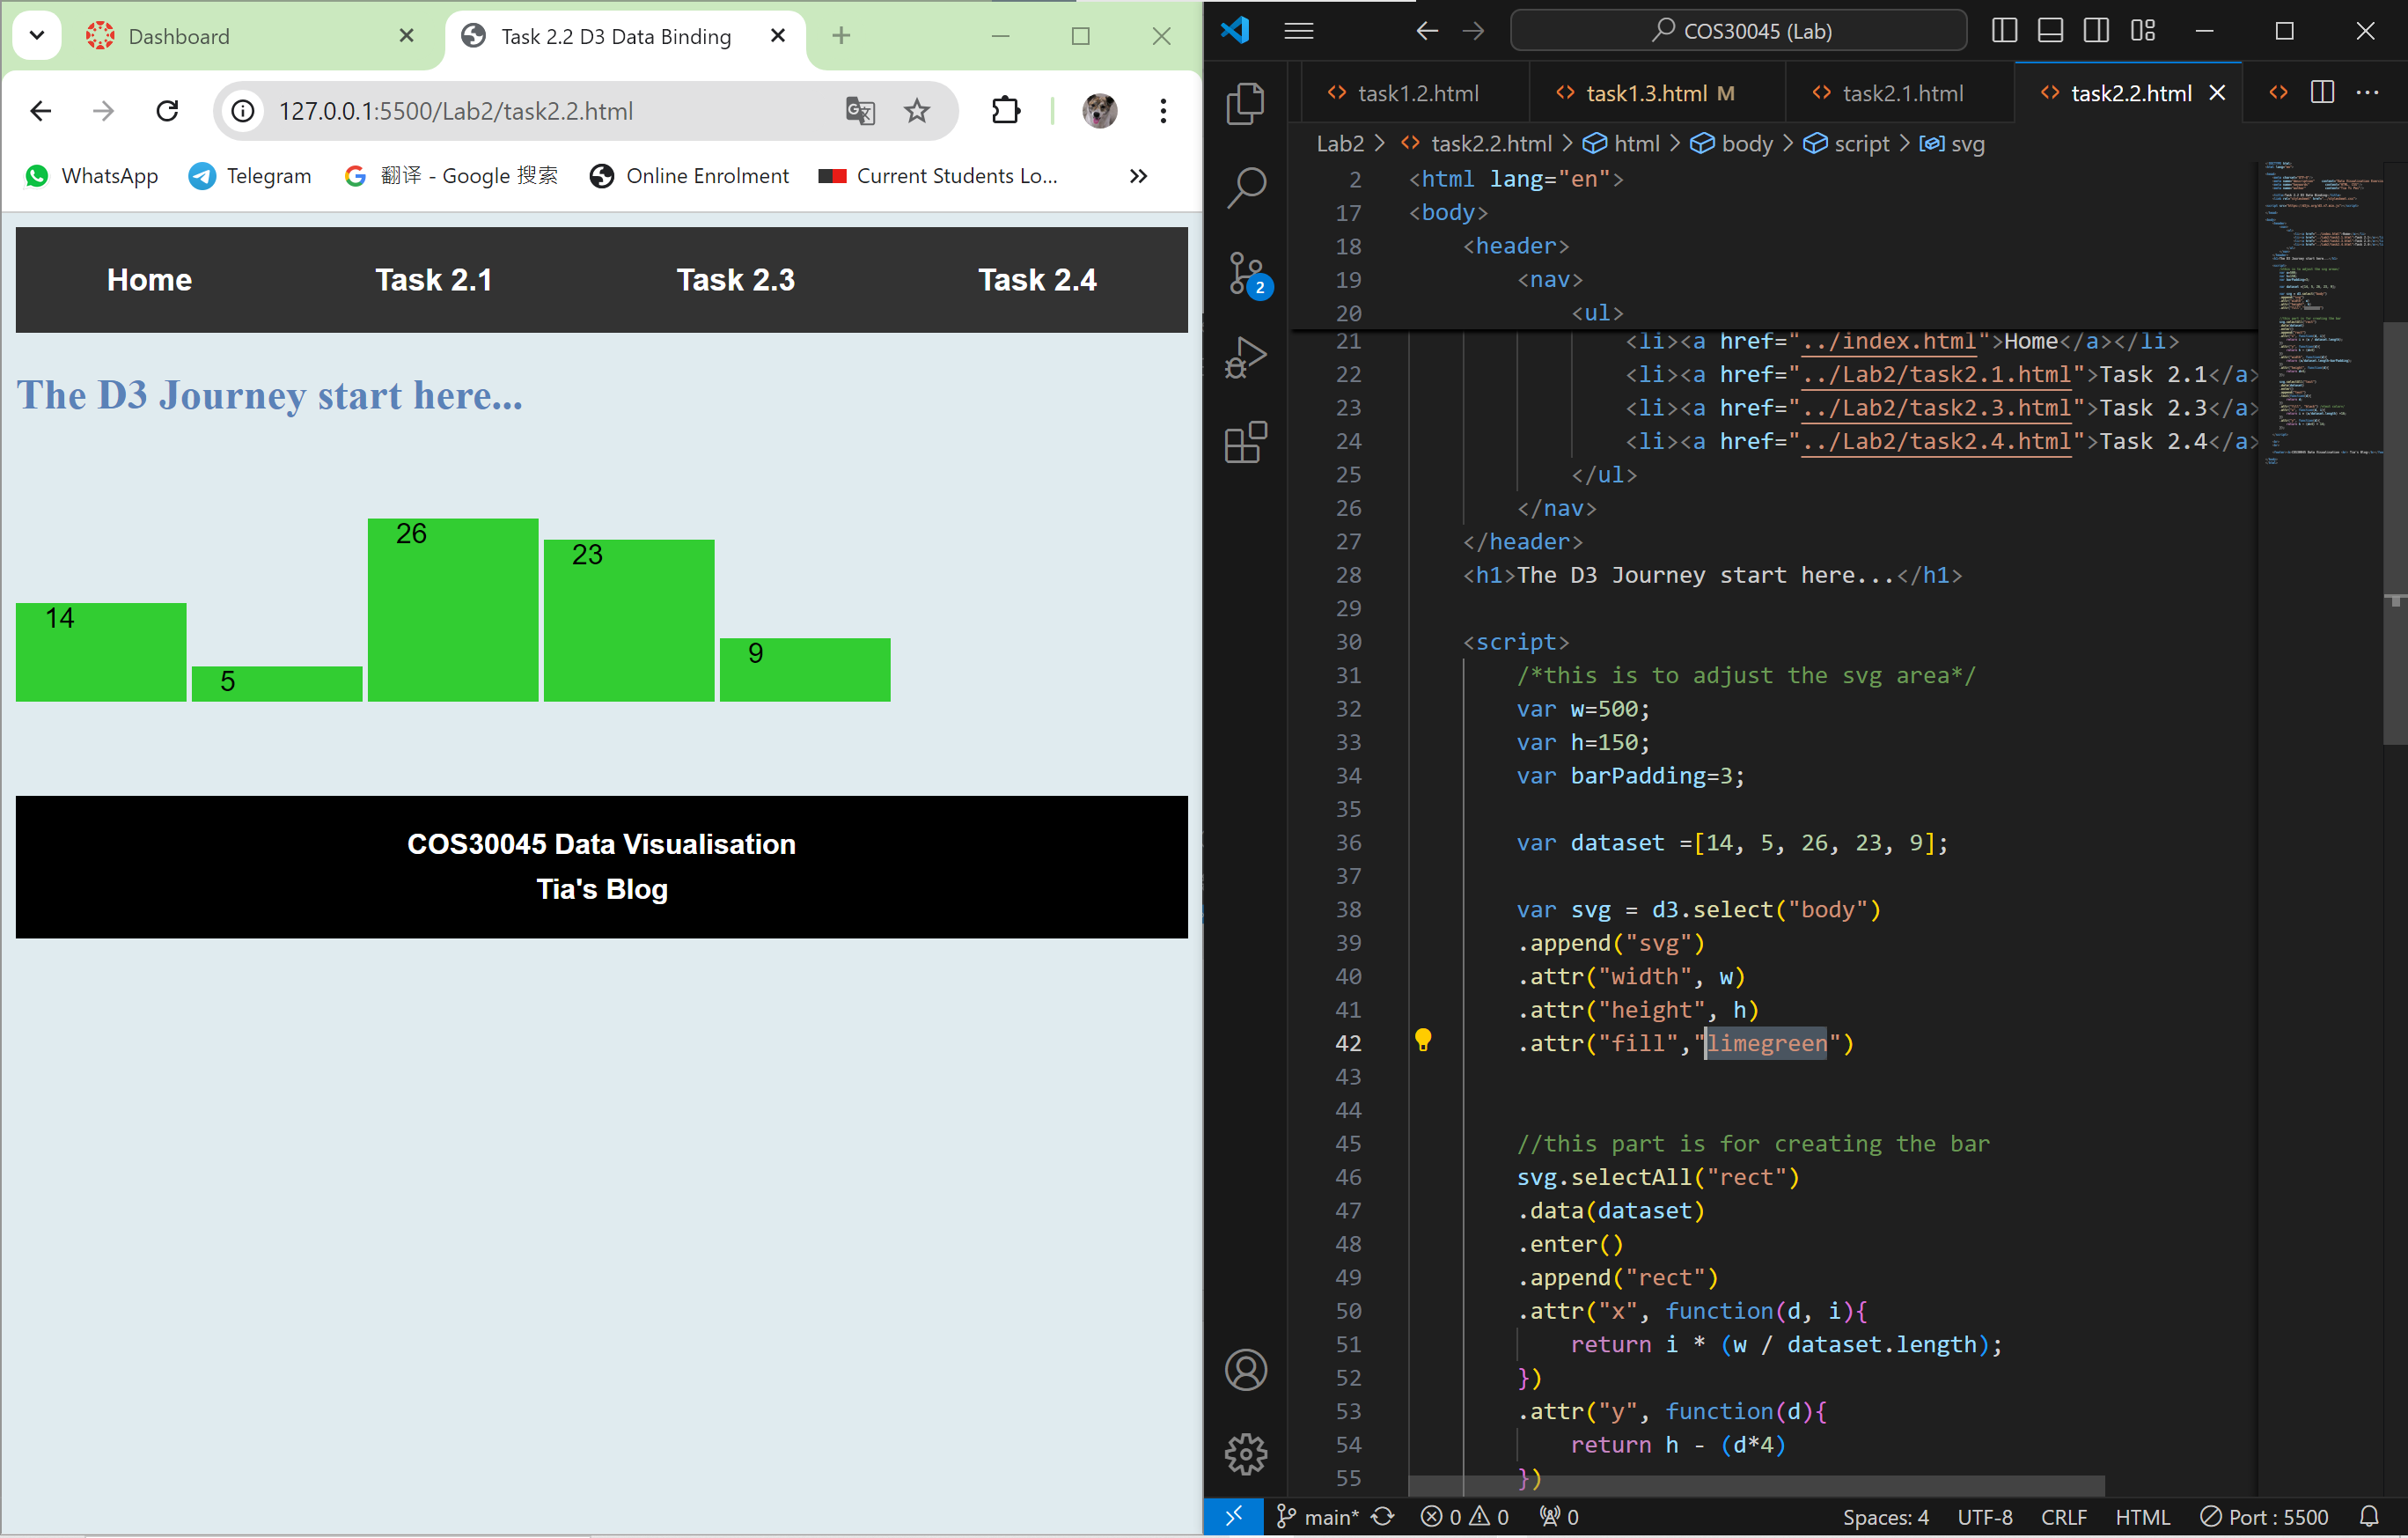 Dashboard
Task 2.2 D3 Data Binding
127.0.0.1:5500/Lab2/task2.2.html
WhatsApp
Telegram
翻译 - Google 搜索
Online Enrolment
Current Students Lo...
Home
Task 2.1
Task 2.3
Task 2.4
The D3 Journey start here...
14
5
26
23
9
COS30045 Data Visualisation
Tia's Blog
COS30045 (Lab)
task1.2.html
task1.3.html M
task2.1.html
task2.2.html
Lab2 > task2.2.html > html > body > script > svg
2
2 <html lang="en">
17 <body>
18 <header>
19 <nav>
20 <ul>
21 <li><a href="../index.html">Home</a></li>
22 <li><a href="../Lab2/task2.1.html">Task 2.1</a>
23 <li><a href="../Lab2/task2.3.html">Task 2.3</a>
24 <li><a href="../Lab2/task2.4.html">Task 2.4</a>
25 </ul>
26 </nav>
27 </header>
28 <h1>The D3 Journey start here...</h1>
29
30 <script>
31 /*this is to adjust the svg area*/
32 var w=500;
33 var h=150;
34 var barPadding=3;
35
36 var dataset =[14, 5, 26, 23, 9];
37
38 var svg = d3.select("body")
39 .append("svg")
40 .attr("width", w)
41 .attr("height", h)
42 .attr("fill","limegreen")
43
44
45 //this part is for creating the bar
46 svg.selectAll("rect")
47 .data(dataset)
48 .enter()
49 .append("rect")
50 .attr("x", function(d, i){
51 return i * (w / dataset.length);
52 })
53 .attr("y", function(d){
54 return h - (d*4)
55 })
main* 0 0 0 Spaces: 4 UTF-8 CRLF HTML Port : 5500